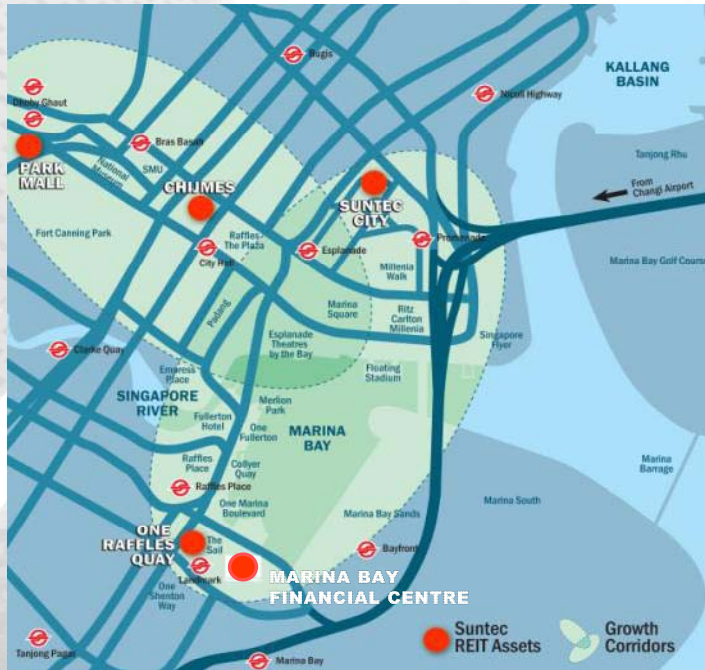 Bugis
KALLANG
BASIN
Dhoby Ghaut
Nicoll Highway
Bras Basah
Tanjong Rhu
PARK
MALL
National
Museum
SMU
CHIJMES
SUNTEC
CITY
From
Changi Airport
Fort Canning Park
Raffles
The Plaza
City Hall
Esplanade
Promenade
Millenia
Walk
Marina Bay Golf Course
Padang
Marina
Square
Ritz
Carlton
Millenia
Singapore
Flyer
Clarke Quay
Esplanade
Theatres
by the Bay
Empress
Place
Floating
Stadium
SINGAPORE
RIVER
Merlion
Park
Fullerton
Hotel
One
Fullerton
MARINA
BAY
Raffles
Place
Collyer
Quay
Marina
Barrage
Raffles Place
One Marina
Boulevard
Marina South
Marina Bay Sands
ONE
RAFFLES
QUAY
The
Sail
Bayfront
Landmark
MARINA BAY
FINANCIAL CENTRE
One
Shenton
Way
Tanjong Pagar
Marina Bay
Suntec
REIT Assets
Growth
Corridors